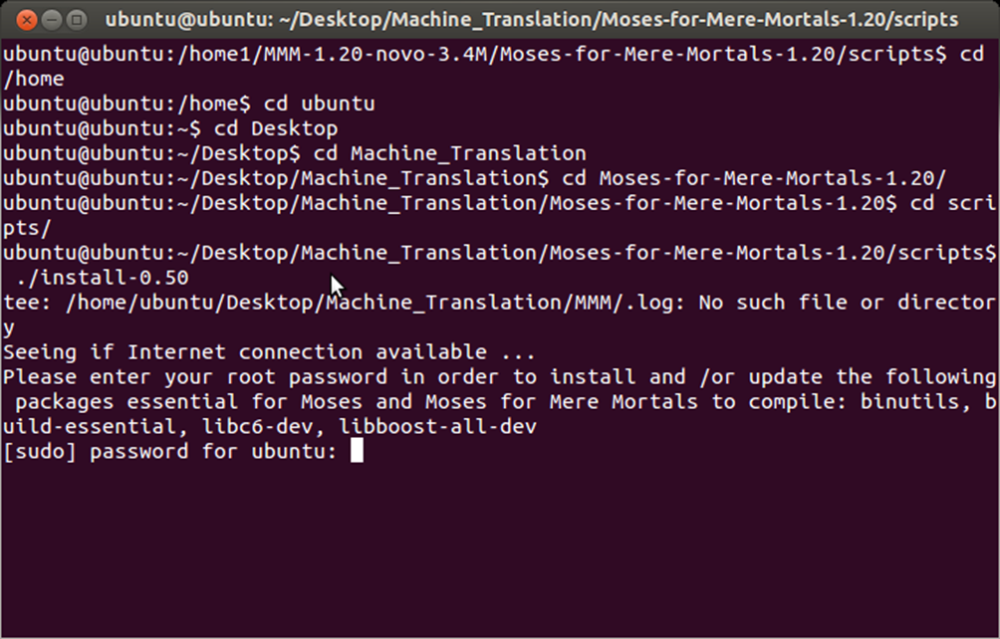 ubuntu@ubuntu: ~/Desktop/Machine_Translation/Moses-for-Mere-Mortals-1.20/scripts
ubuntu@ubuntu:/home1/MMM-1.20-novo-3.4M/Moses-for-Mere-Mortals-1.20/scripts$ cd
/home
ubuntu@ubuntu:/home$ cd ubuntu
ubuntu@ubuntu:~$ cd Desktop
ubuntu@ubuntu:~/Desktop$ cd Machine_Translation
ubuntu@ubuntu:~/Desktop/Machine_Translation$ cd Moses-for-Mere-Mortals-1.20/
ubuntu@ubuntu:~/Desktop/Machine_Translation/Moses-for-Mere-Mortals-1.20$ cd scri
pts/
ubuntu@ubuntu:~/Desktop/Machine_Translation/Moses-for-Mere-Mortals-1.20/scripts$
 ./install-0.50
tee: /home/ubuntu/Desktop/Machine_Translation/MMM/.log: No such file or director
y
Seeing if Internet connection available ...
Please enter your root password in order to install and /or update the following
 packages essential for Moses and Moses for Mere Mortals to compile: binutils, b
uild-essential, libc6-dev, libboost-all-dev
[sudo] password for ubuntu: